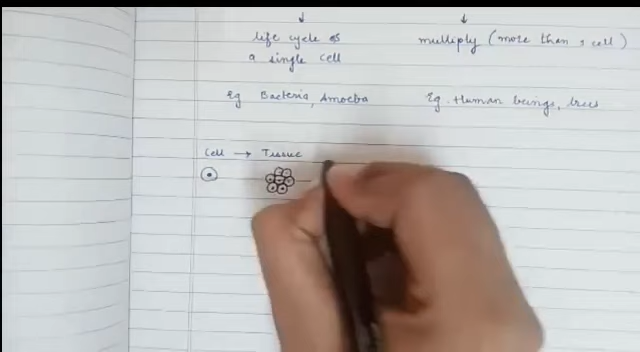 life cycle of
a single cell
multiply (more than 1 cell)
Eg Bacteria, Amoeba
Eg. Human beings, trees
Cell → Tissue